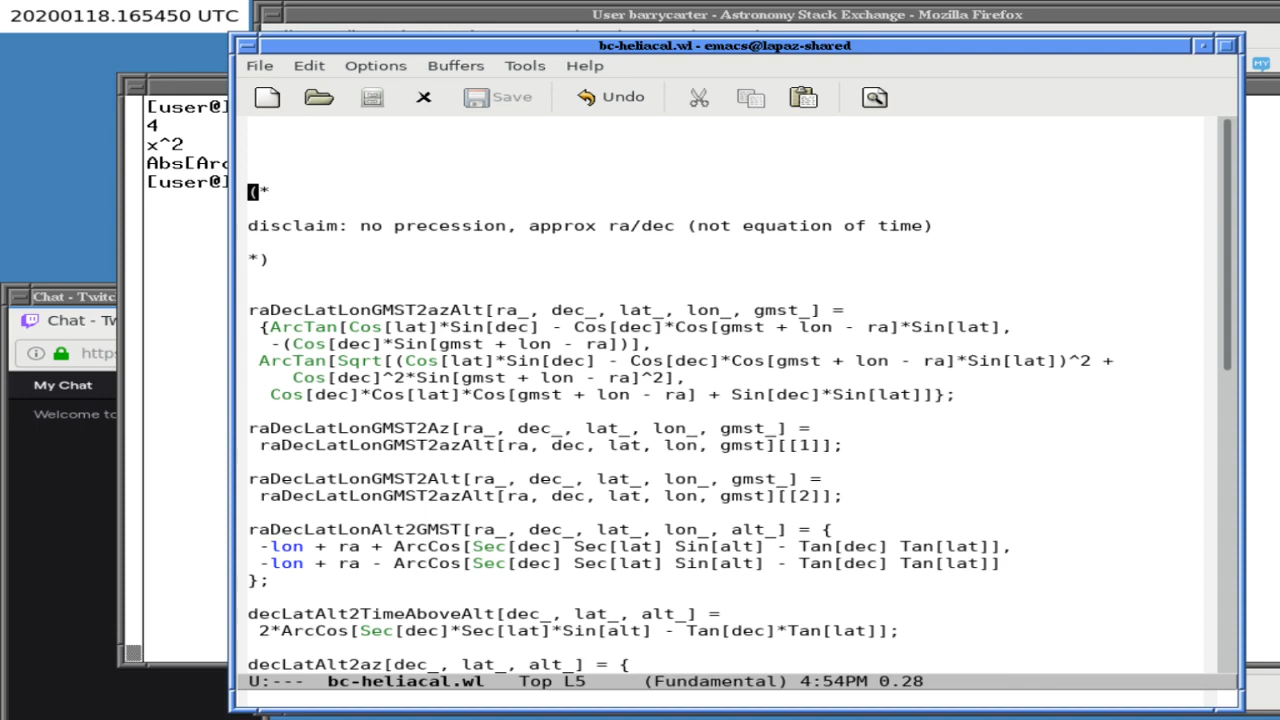 20200118.165450 UTC
User barrycarter - Astronomy Stack Exchange - Mozilla Firefox
bc-heliacal.wl - emacs@lapaz-shared
File Edit Options Buffers Tools Help
Save Undo
MY
[user@]
4
x^2
Abs[Arc
[user@]
Chat - Twitc
Chat - Tw
https
My Chat
Welcome to
(*
disclaim: no precession, approx ra/dec (not equation of time)
*)
raDecLatLonGMST2azAlt[ra_, dec_, lat_, lon_, gmst_] =
{ArcTan[Cos[lat]*Sin[dec] - Cos[dec]*Cos[gmst + lon - ra]*Sin[lat],
-(Cos[dec]*Sin[gmst + lon - ra])],
ArcTan[Sqrt[(Cos[lat]*Sin[dec] - Cos[dec]*Cos[gmst + lon - ra]*Sin[lat])^2 +
Cos[dec]^2*Sin[gmst + lon - ra]^2],
Cos[dec]*Cos[lat]*Cos[gmst + lon - ra] + Sin[dec]*Sin[lat]]};
raDecLatLonGMST2Az[ra_, dec_, lat_, lon_, gmst_] =
raDecLatLonGMST2azAlt[ra, dec, lat, lon, gmst][[1]];
raDecLatLonGMST2Alt[ra_, dec_, lat_, lon_, gmst_] =
raDecLatLonGMST2azAlt[ra, dec, lat, lon, gmst][[2]];
raDecLatLonAlt2GMST[ra_, dec_, lat_, lon_, alt_] = {
-lon + ra + ArcCos[Sec[dec] Sec[lat] Sin[alt] - Tan[dec] Tan[lat]],
-lon + ra - ArcCos[Sec[dec] Sec[lat] Sin[alt] - Tan[dec] Tan[lat]]
};
decLatAlt2TimeAboveAlt[dec_, lat_, alt_] =
2*ArcCos[Sec[dec]*Sec[lat]*Sin[alt] - Tan[dec]*Tan[lat]];
decLatAlt2az[dec_, lat_, alt_] = {
U:--- bc-heliacal.wl Top L5 (Fundamental) 4:54PM 0.28